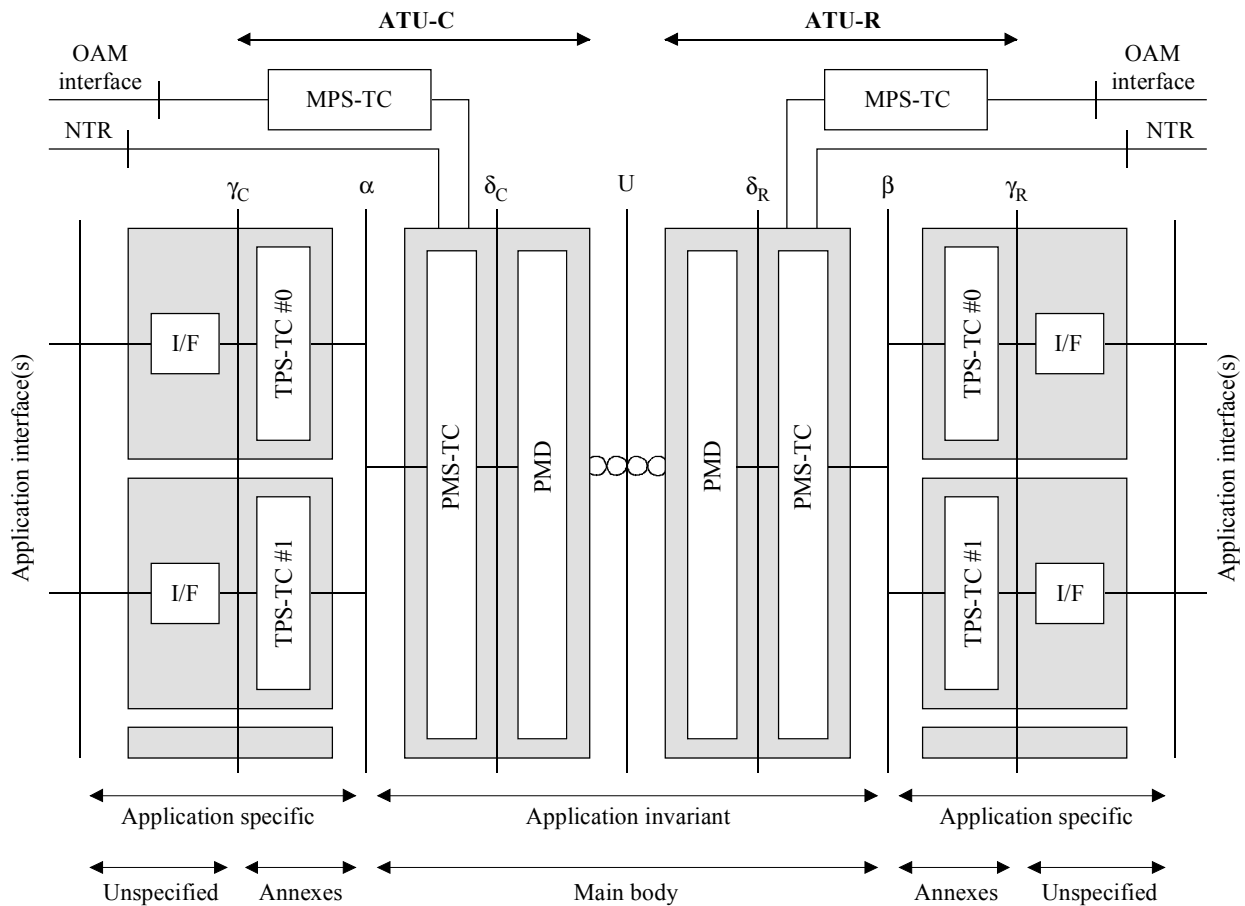 ATU-C
ATU-R
OAM
interface
MPS-TC
MPS-TC
OAM
interface
NTR
NTR
γC
α
δC
U
δR
β
γR
Application interface(s)
I/F
TPS-TC #0
I/F
TPS-TC #1
PMS-TC
PMD
PMD
PMS-TC
TPS-TC #0
I/F
TPS-TC #1
I/F
Application interface(s)
Application specific
Application invariant
Application specific
Unspecified
Annexes
Main body
Annexes
Unspecified